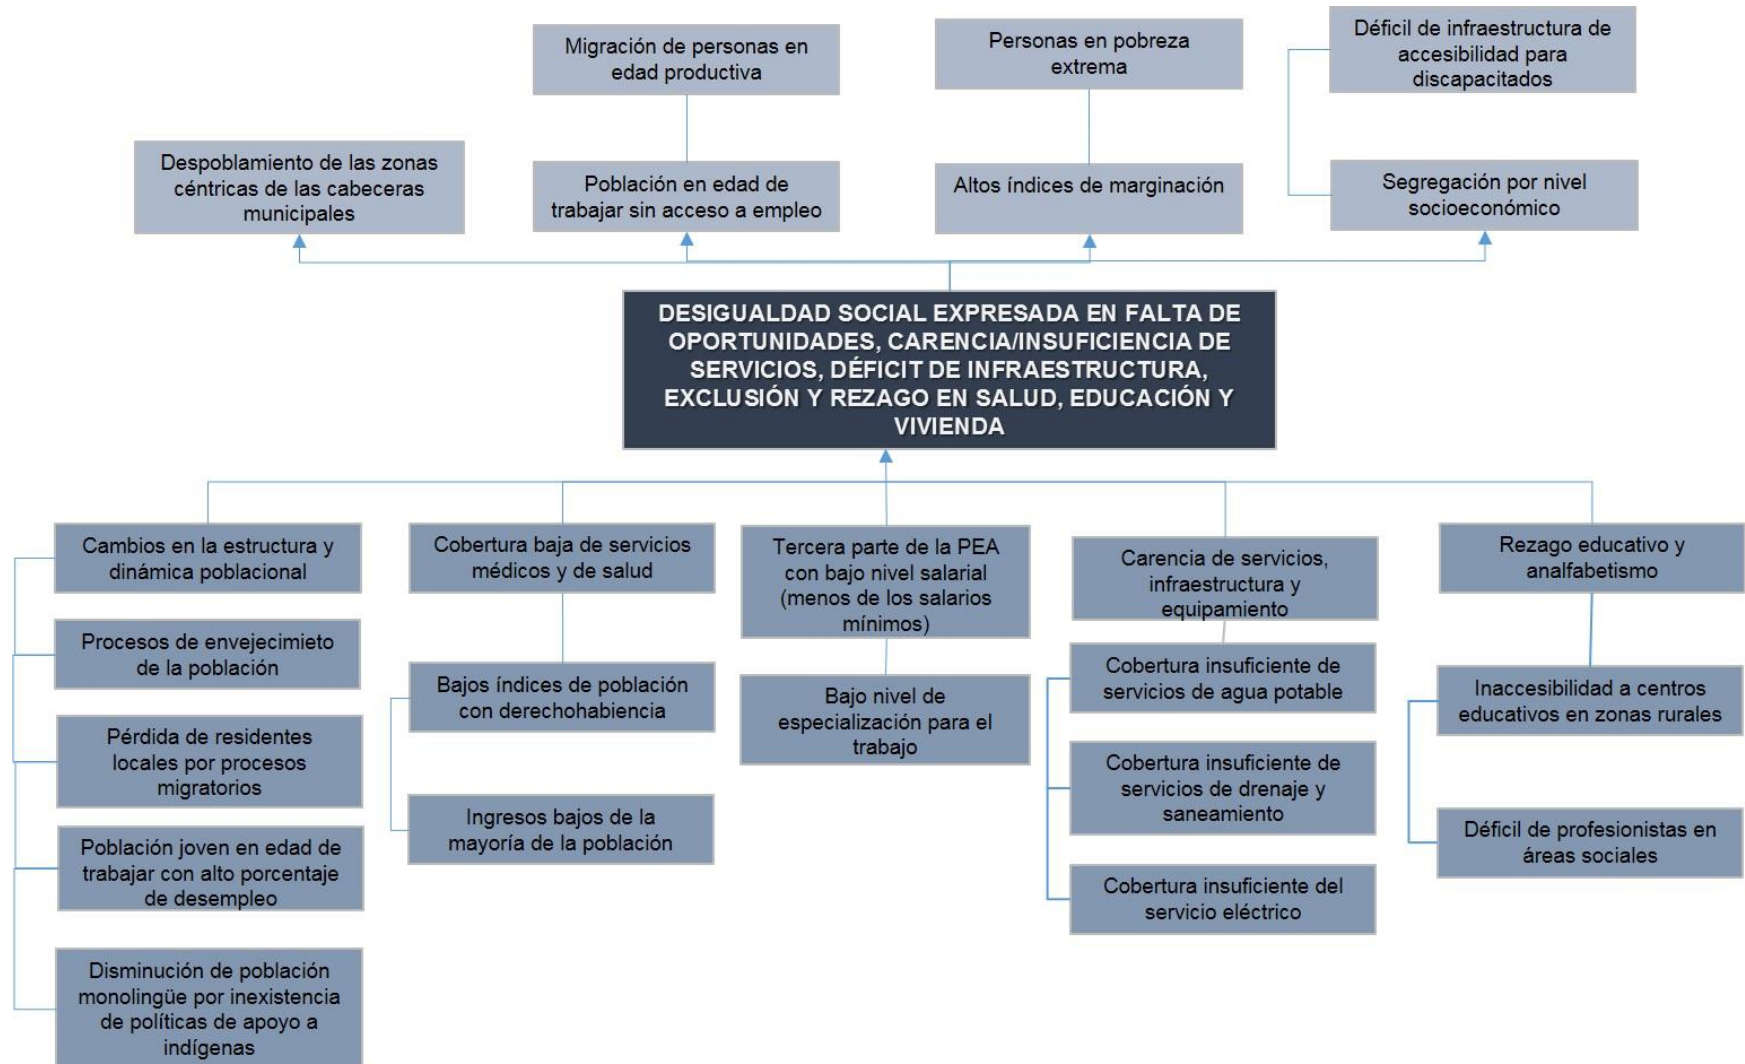 Migración de personas en
edad productiva
Personas en pobreza
extrema
Déficil de infraestructura de
accesibilidad para
discapacitados
Despoblamiento de las zonas
céntricas de las cabeceras
municipales
Población en edad de
trabajar sin acceso a empleo
Altos índices de marginación
Segregación por nivel
socioeconómico
DESIGUALDAD SOCIAL EXPRESADA EN FALTA DE
OPORTUNIDADES, CARENCIA/INSUFICIENCIA DE
SERVICIOS, DÉFICIT DE INFRAESTRUCTURA,
EXCLUSIÓN Y REZAGO EN SALUD, EDUCACIÓN Y
VIVIENDA
Cambios en la estructura y
dinámica poblacional
Procesos de envejecimieto
de la población
Pérdida de residentes
locales por procesos
migratorios
Población joven en edad de
trabajar con alto porcentaje
de desempleo
Disminución de población
monolingüe por inexistencia
de políticas de apoyo a
indígenas
Cobertura baja de servicios
médicos y de salud
Bajos índices de población
con derechohabiencia
Ingresos bajos de la
mayoría de la población
Tercera parte de la PEA
con bajo nivel salarial
(menos de los salarios
mínimos)
Bajo nivel de
especialización para el
trabajo
Carencia de servicios,
infraestructura y
equipamiento
Cobertura insuficiente de
servicios de agua potable
Cobertura insuficiente de
servicios de drenaje y
saneamiento
Cobertura insuficiente del
servicio eléctrico
Rezago educativo y
analfabetismo
Inaccesibilidad a centros
educativos en zonas rurales
Déficil de profesionistas en
áreas sociales